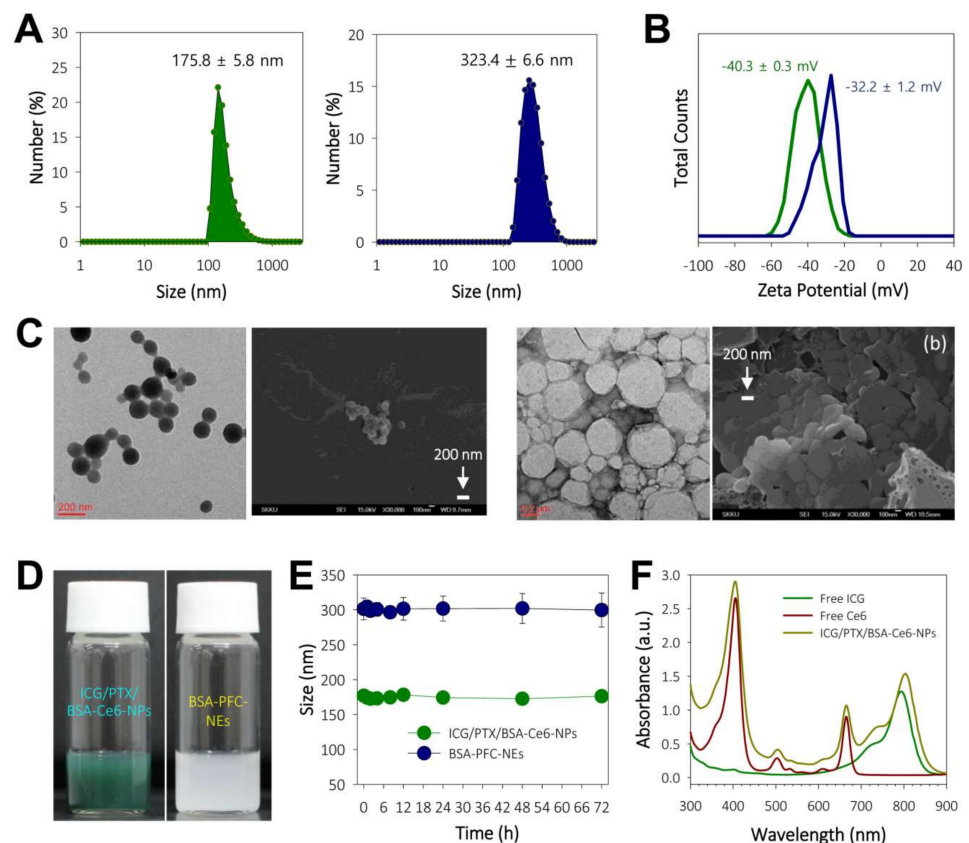 A
30
25
20
15
10
5
0
Number (%)
175.8 ± 5.8 nm
1 10 100 1000
Size (nm)
20
15
10
5
0
Number (%)
323.4 ± 6.6 nm
1 10 100 1000
Size (nm)
B
-40.3 ± 0.3 mV
-32.2 ± 1.2 mV
Total Counts
-100 -80 -60 -40 -20 0 20 40
Zeta Potential (mV)
C
200 nm
200 nm
SKKU SEI 15.0kV X30,000 100nm WD 9.7mm
(b)
200 nm
SKKU SEI 15.0kV X30,000 100nm WD 10.5mm
D
ICG/PTX/
BSA-Ce6-NPs
BSA-PFC-
NEs
E
350
300
250
200
150
100
50
Size (nm)
ICG/PTX/BSA-Ce6-NPs
BSA-PFC-NEs
0 6 12 18 24 30 36 42 48 54 60 66 72
Time (h)
F
3.0
2.5
2.0
1.5
1.0
0.5
0.0
Absorbance (a.u.)
Free ICG
Free Ce6
ICG/PTX/BSA-Ce6-NPs
300 400 500 600 700 800 900
Wavelength (nm)